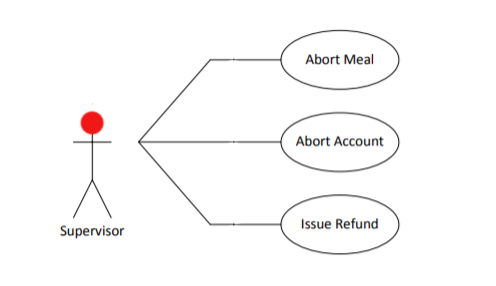 Abort Meal
Abort Account
Supervisor
Issue Refund